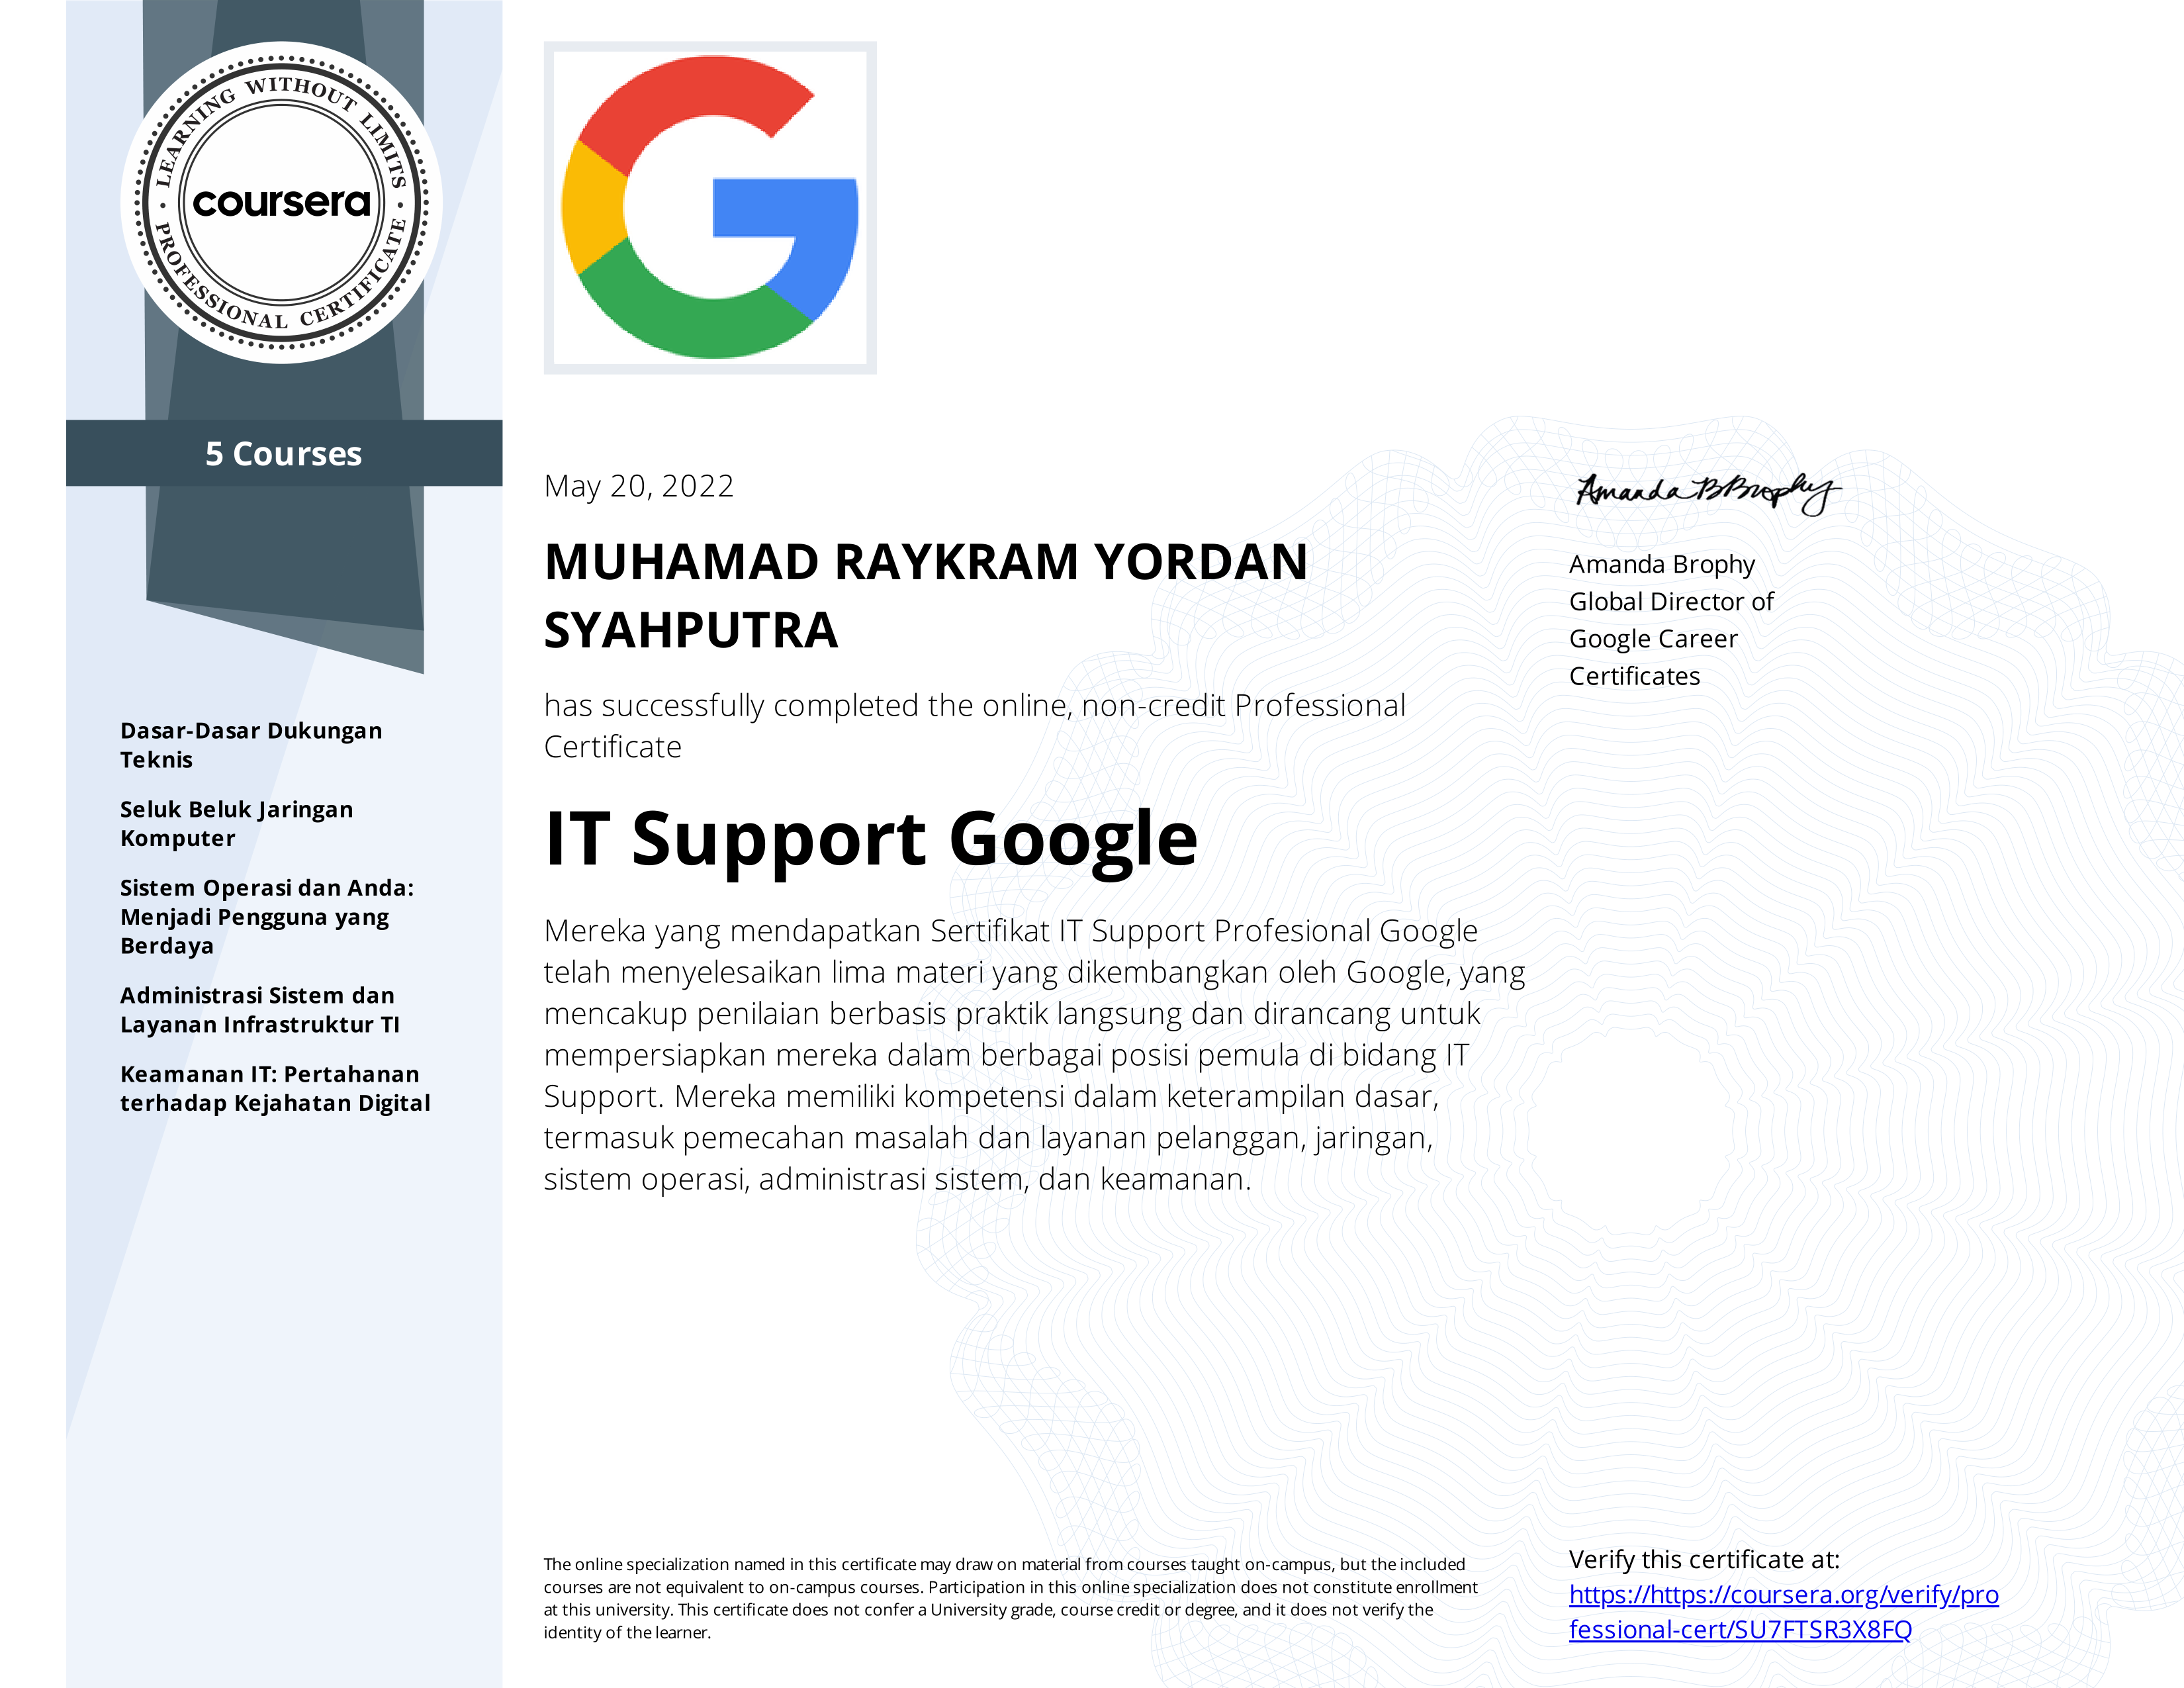 LEARNING WITHOUT LIMITS
coursera
PROFESSIONAL CERTIFICATE
5 Courses
Dasar-Dasar Dukungan
Teknis
Seluk Beluk Jaringan
Komputer
Sistem Operasi dan Anda:
Menjadi Pengguna yang
Berdaya
Administrasi Sistem dan
Layanan Infrastruktur TI
Keamanan IT: Pertahanan
terhadap Kejahatan Digital
May 20, 2022
MUHAMAD RAYKRAM YORDAN
SYAHPUTRA
has successfully completed the online, non-credit Professional
Certificate
IT Support Google
Mereka yang mendapatkan Sertifikat IT Support Profesional Google
telah menyelesaikan lima materi yang dikembangkan oleh Google, yang
mencakup penilaian berbasis praktik langsung dan dirancang untuk
mempersiapkan mereka dalam berbagai posisi pemula di bidang IT
Support. Mereka memiliki kompetensi dalam keterampilan dasar,
termasuk pemecahan masalah dan layanan pelanggan, jaringan,
sistem operasi, administrasi sistem, dan keamanan.
Amanda B Brophy
Amanda Brophy
Global Director of
Google Career
Certificates
The online specialization named in this certificate may draw on material from courses taught on-campus, but the included
courses are not equivalent to on-campus courses. Participation in this online specialization does not constitute enrollment
at this university. This certificate does not confer a University grade, course credit or degree, and it does not verify the
identity of the learner.
Verify this certificate at:
https://https://coursera.org/verify/pro
fessional-cert/SU7FTSR3X8FQ